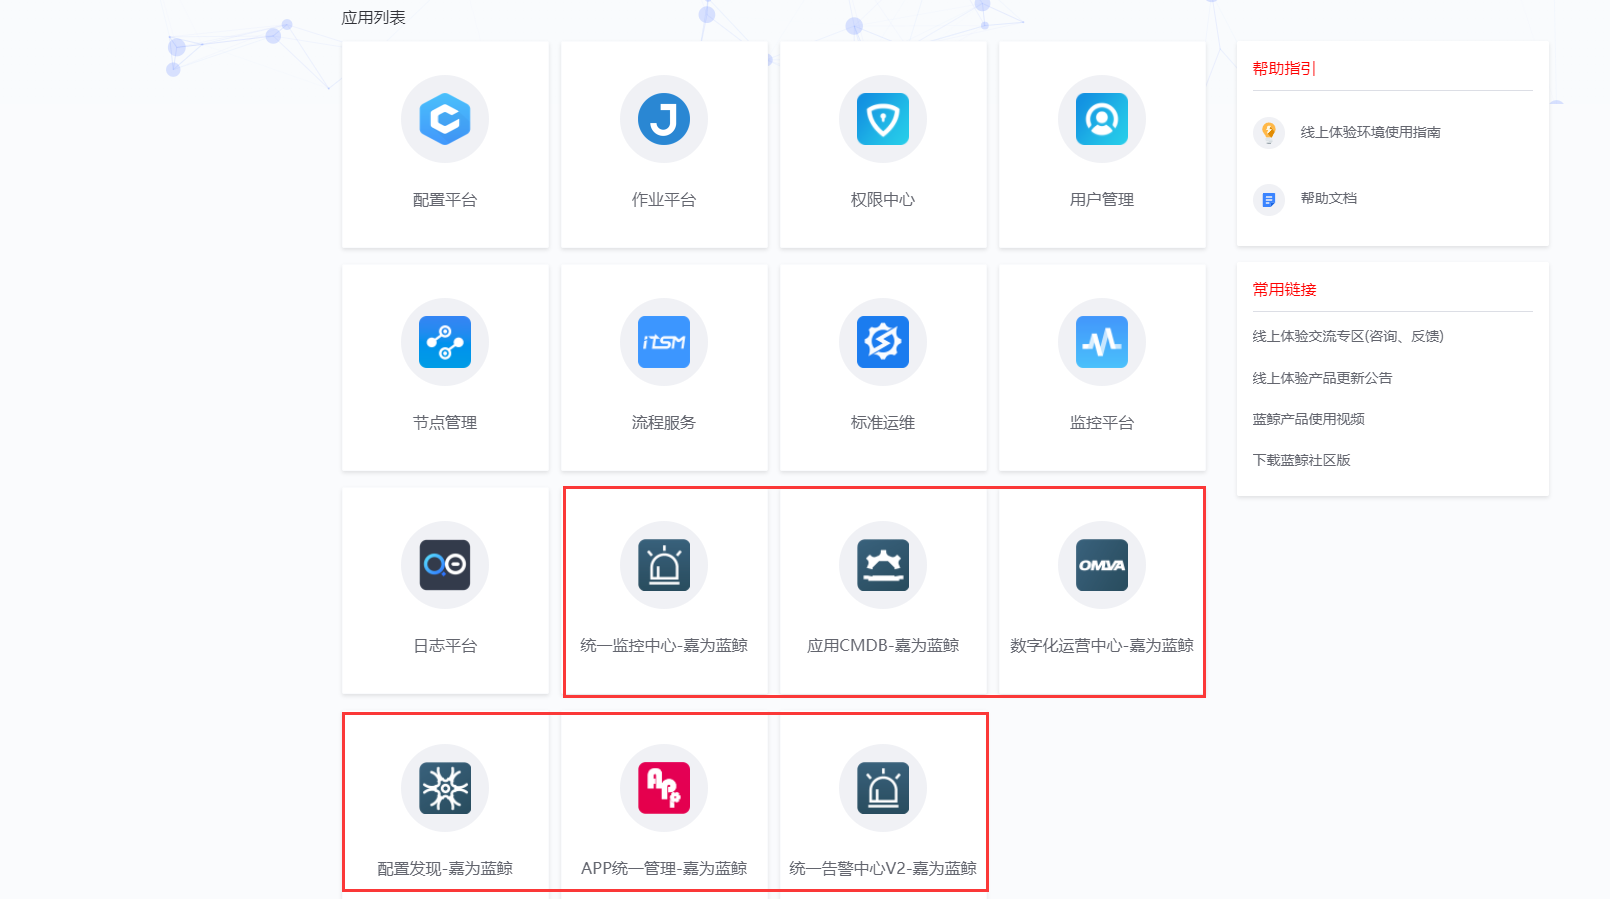 应用列表
配置平台
作业平台
权限中心
用户管理
iTSM
节点管理
流程服务
标准运维
监控平台
OMVA
日志平台
统一监控中心-嘉为蓝鲸
应用CMDB-嘉为蓝鲸
数字化运营中心-嘉为蓝鲸
APP
配置发现-嘉为蓝鲸
APP统一管理-嘉为蓝鲸
统一告警中心V2-嘉为蓝鲸
帮助指引
线上体验环境使用指南
帮助文档
常用链接
线上体验交流专区(咨询、反馈)
线上体验产品更新公告
蓝鲸产品使用视频
下载蓝鲸社区版